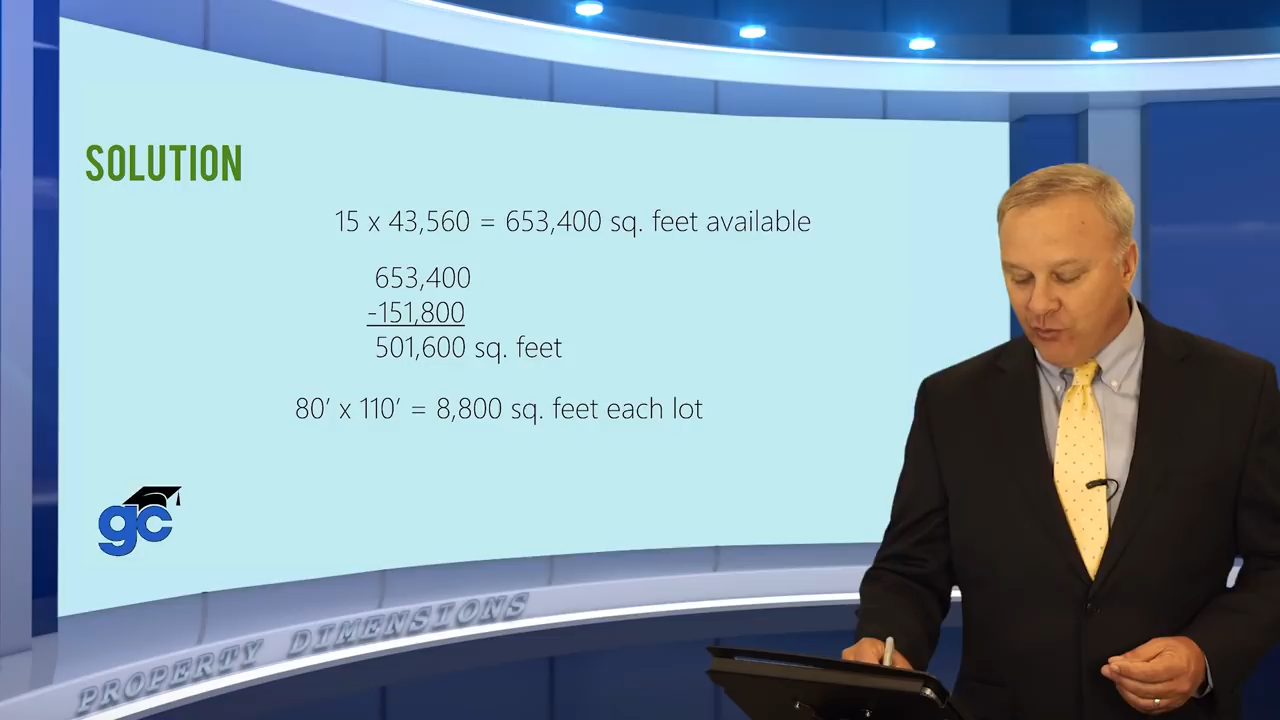 SOLUTION
15 x 43,560 = 653,400 sq. feet available
653,400
-151,800
501,600 sq. feet
80' x 110' = 8,800 sq. feet each lot
gc
PROPERTY DIMENSIONS